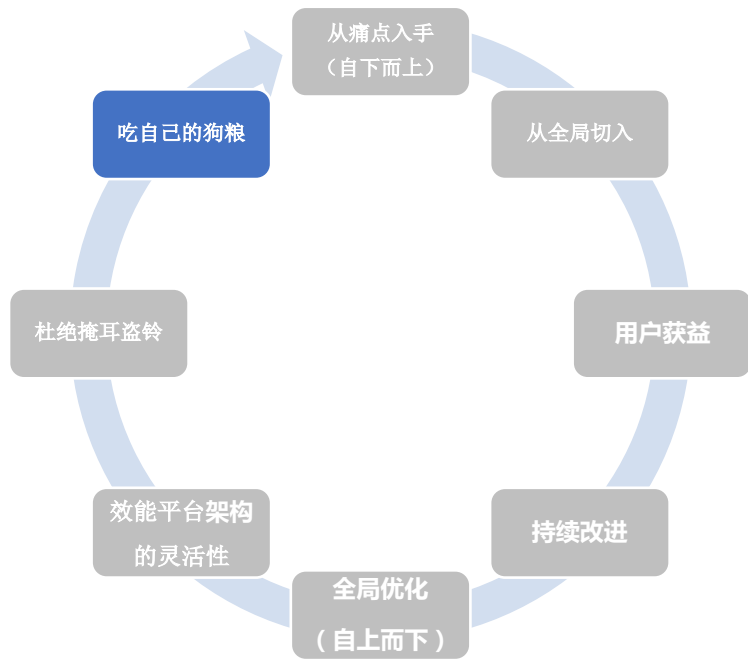 从痛点入手
（自下而上）
从全局切入
用户获益
持续改进
全局优化
（自上而下）
效能平台架构
的灵活性
杜绝掩耳盗铃
吃自己的狗粮